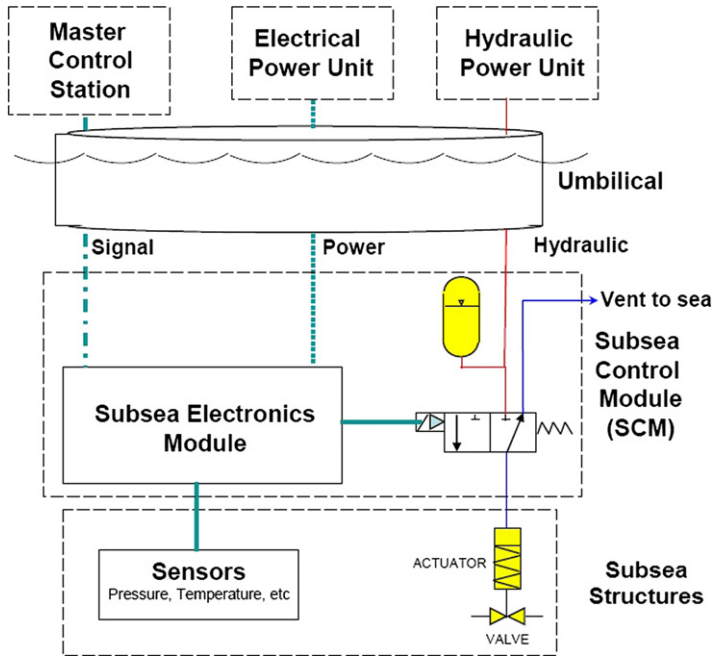 Master
Control
Station
Electrical
Power Unit
Hydraulic
Power Unit
Umbilical
Signal
Power
Hydraulic
Vent to sea
Subsea
Control
Module
(SCM)
Subsea Electronics
Module
Sensors
Pressure, Temperature, etc
ACTUATOR
VALVE
Subsea
Structures